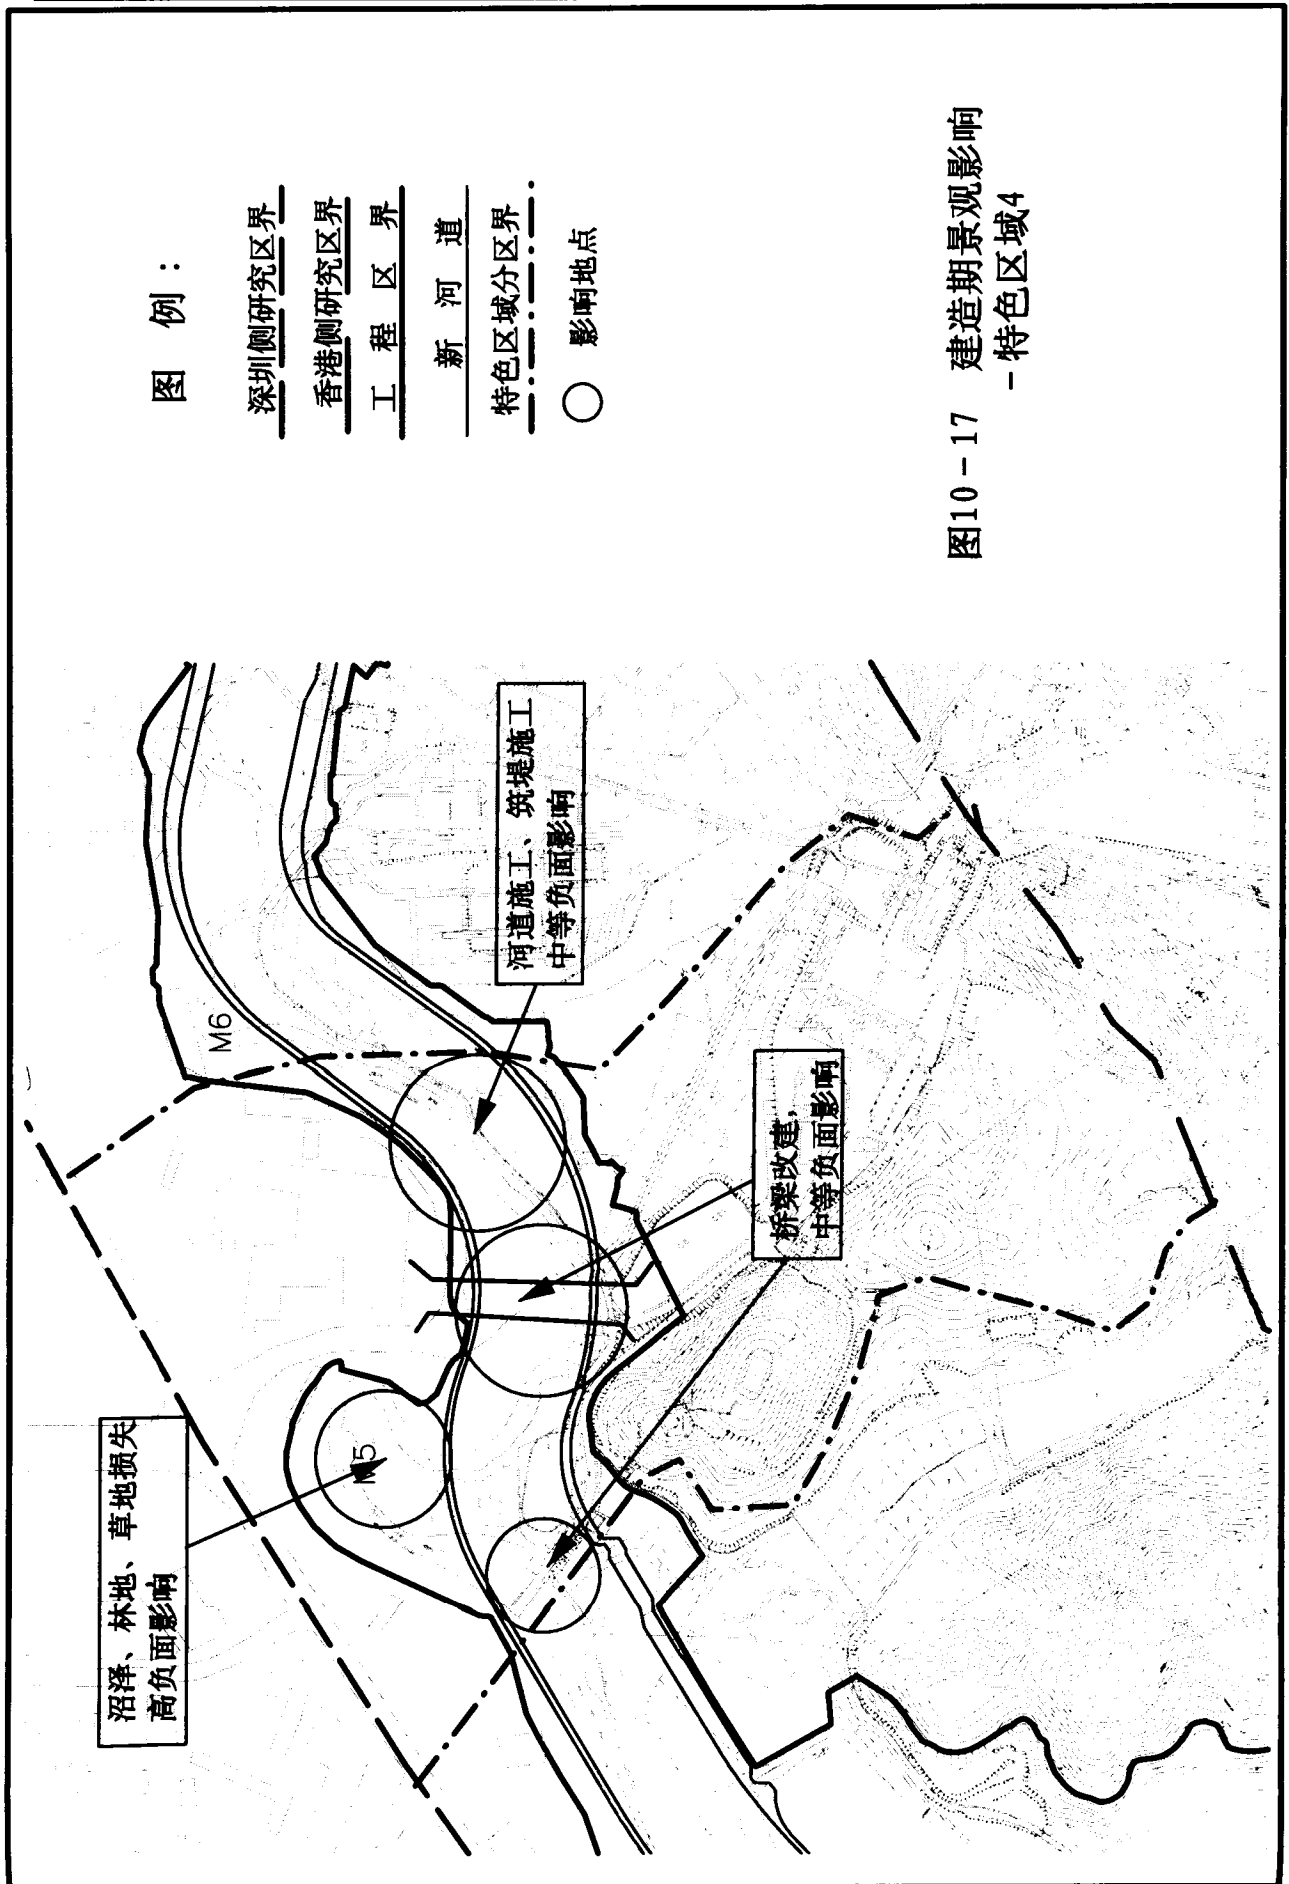 沼泽、林地、草地损失
高负面影响
M5
M6
河道施工、筑堤施工
中等负面影响
桥梁改建，
中等负面影响
图 例：
深圳侧研究区界
香港侧研究区界
工程区界
新河道
特色区域分区界
影响地点
图10-17 建造期景观影响
-特色区域4